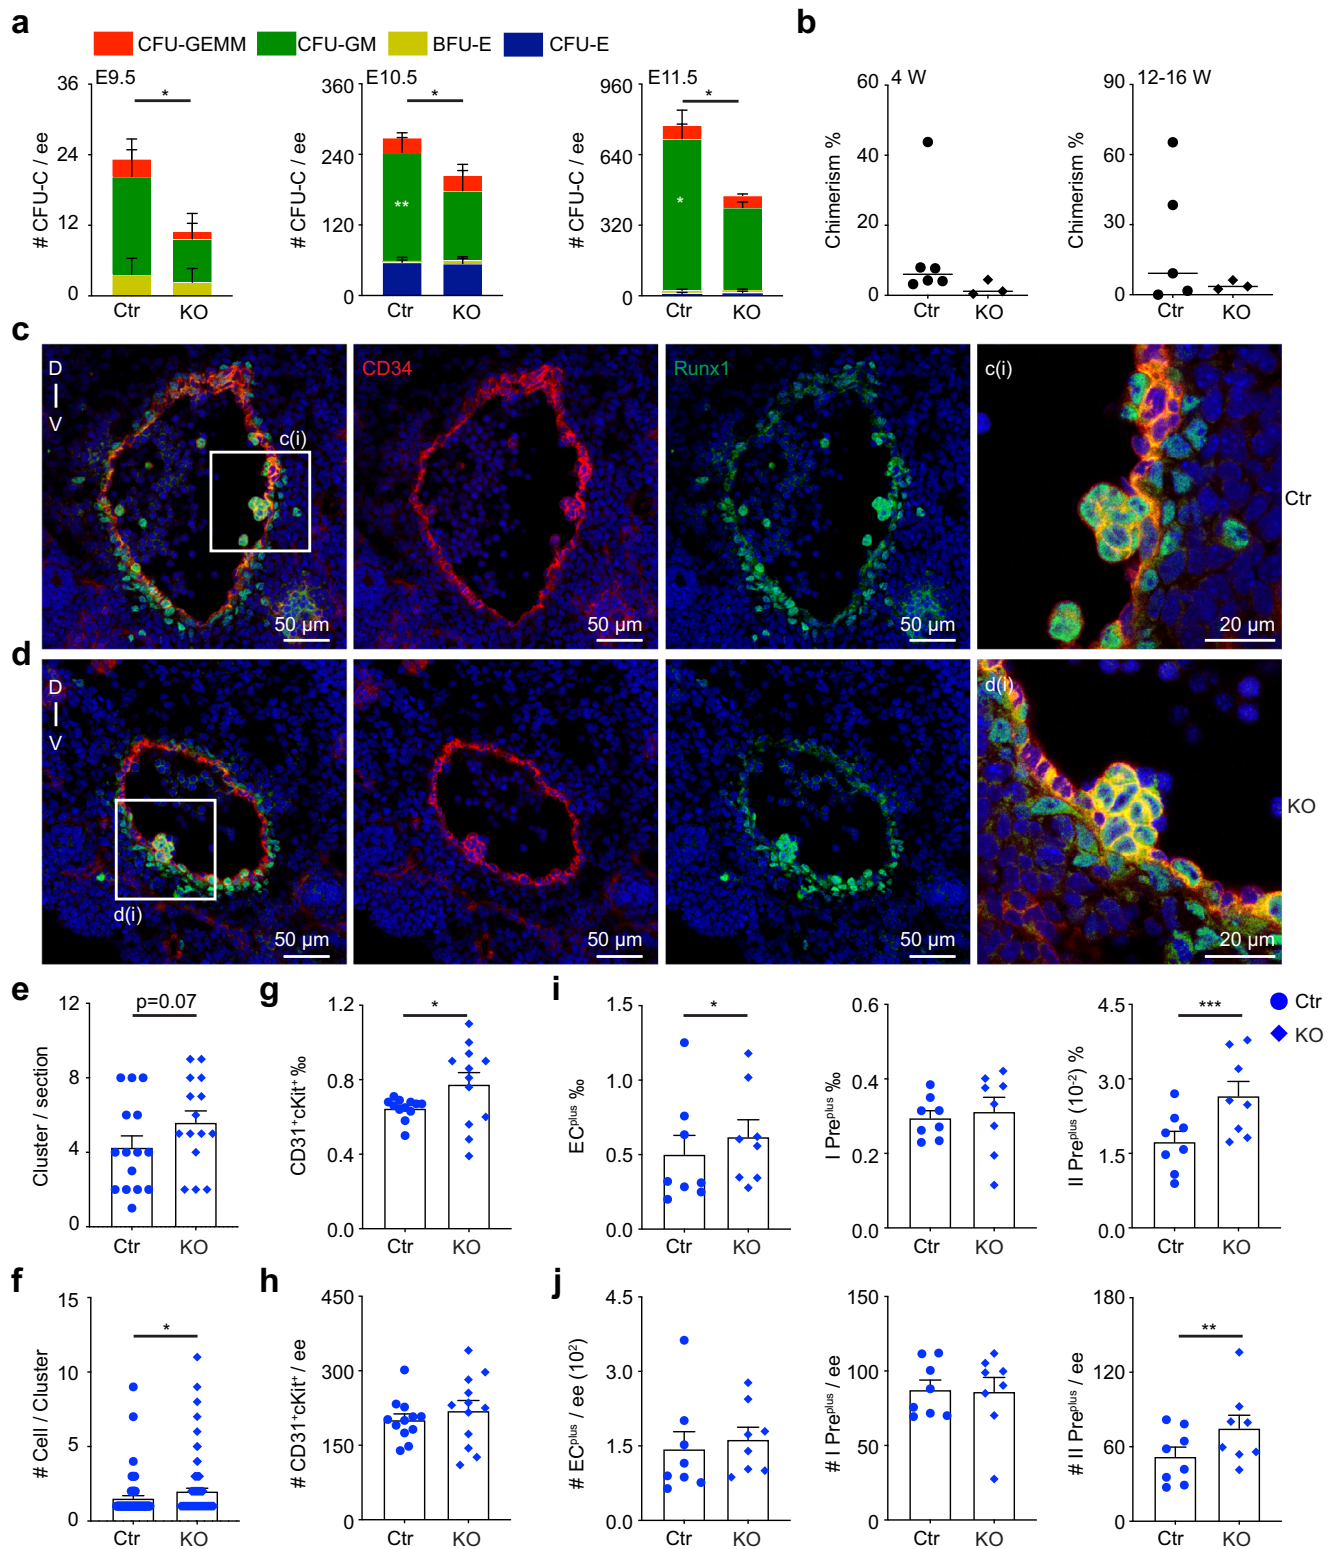 a
b
CFU-GEMM CFU-GM BFU-E CFU-E
E9.5
# CFU-C / ee
36
24
12
0
*
Ctr KO
E10.5
# CFU-C / ee
360
240
120
0
*
**
Ctr KO
E11.5
# CFU-C / ee
960
640
320
0
*
*
Ctr KO
4 W
Chimerism %
60
40
20
0
Ctr KO
12-16 W
Chimerism %
90
60
30
0
Ctr KO
c
D
V
c(i)
50 µm
CD34
50 µm
Runx1
50 µm
c(i)
20 µm
Ctr
d
D
V
d(i)
50 µm
50 µm
50 µm
d(i)
20 µm
KO
e
Cluster / section
12
8
4
0
p=0.07
Ctr KO
g
CD31⁺cKit⁺ ‰
1.2
0.8
0.4
0.0
*
Ctr KO
i
ECᵖˡᵘˢ ‰
1.5
1.0
0.5
0.0
*
Ctr KO
I Preᵖˡᵘˢ ‰
0.6
0.4
0.2
0.0
Ctr KO
II Preᵖˡᵘˢ (10⁻²) %
4.5
3.0
1.5
0.0
***
Ctr KO
Ctr
KO
f
# Cell / Cluster
15
10
5
0
*
Ctr KO
h
# CD31⁺cKit⁺ / ee
450
300
150
0
Ctr KO
j
# ECᵖˡᵘˢ / ee (10²)
4.5
3.0
1.5
0.0
Ctr KO
# I Preᵖˡᵘˢ / ee
150
100
50
0
Ctr KO
# II Preᵖˡᵘˢ / ee
180
120
60
0
**
Ctr KO